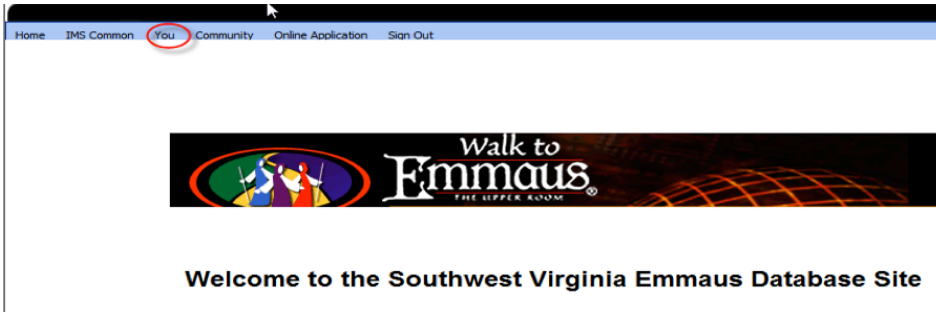 Home IMS Common You Community Online Application Sign Out
Walk to
Emmaus®
THE UPPER ROOM
Welcome to the Southwest Virginia Emmaus Database Site